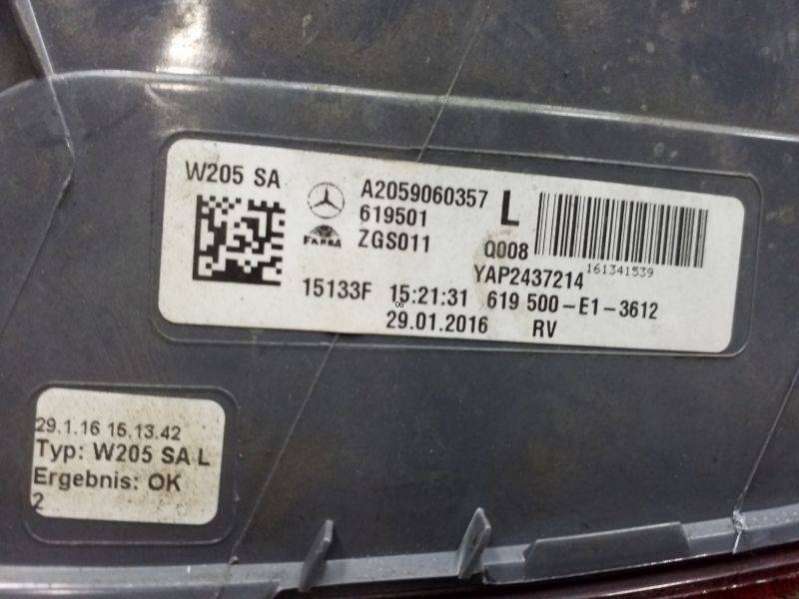 W205 SA
A2059060357 L
619501
FARBA ZGS011 Q008
161341539
YAP2437214
15133F 15:21:31 619 500-E1-3612
29.01.2016 RV
29.1.16 15.13.42
Typ: W205 SA L
Ergebnis: OK
2